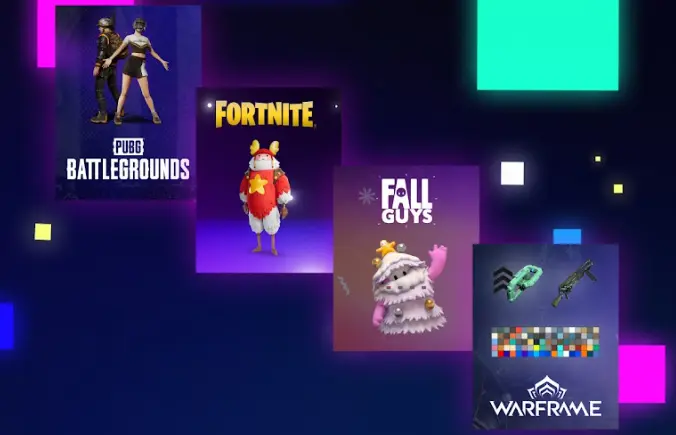 PUBG
BATTLEGROUNDS
FORTNITE
FALL
GUYS
WARFRAME